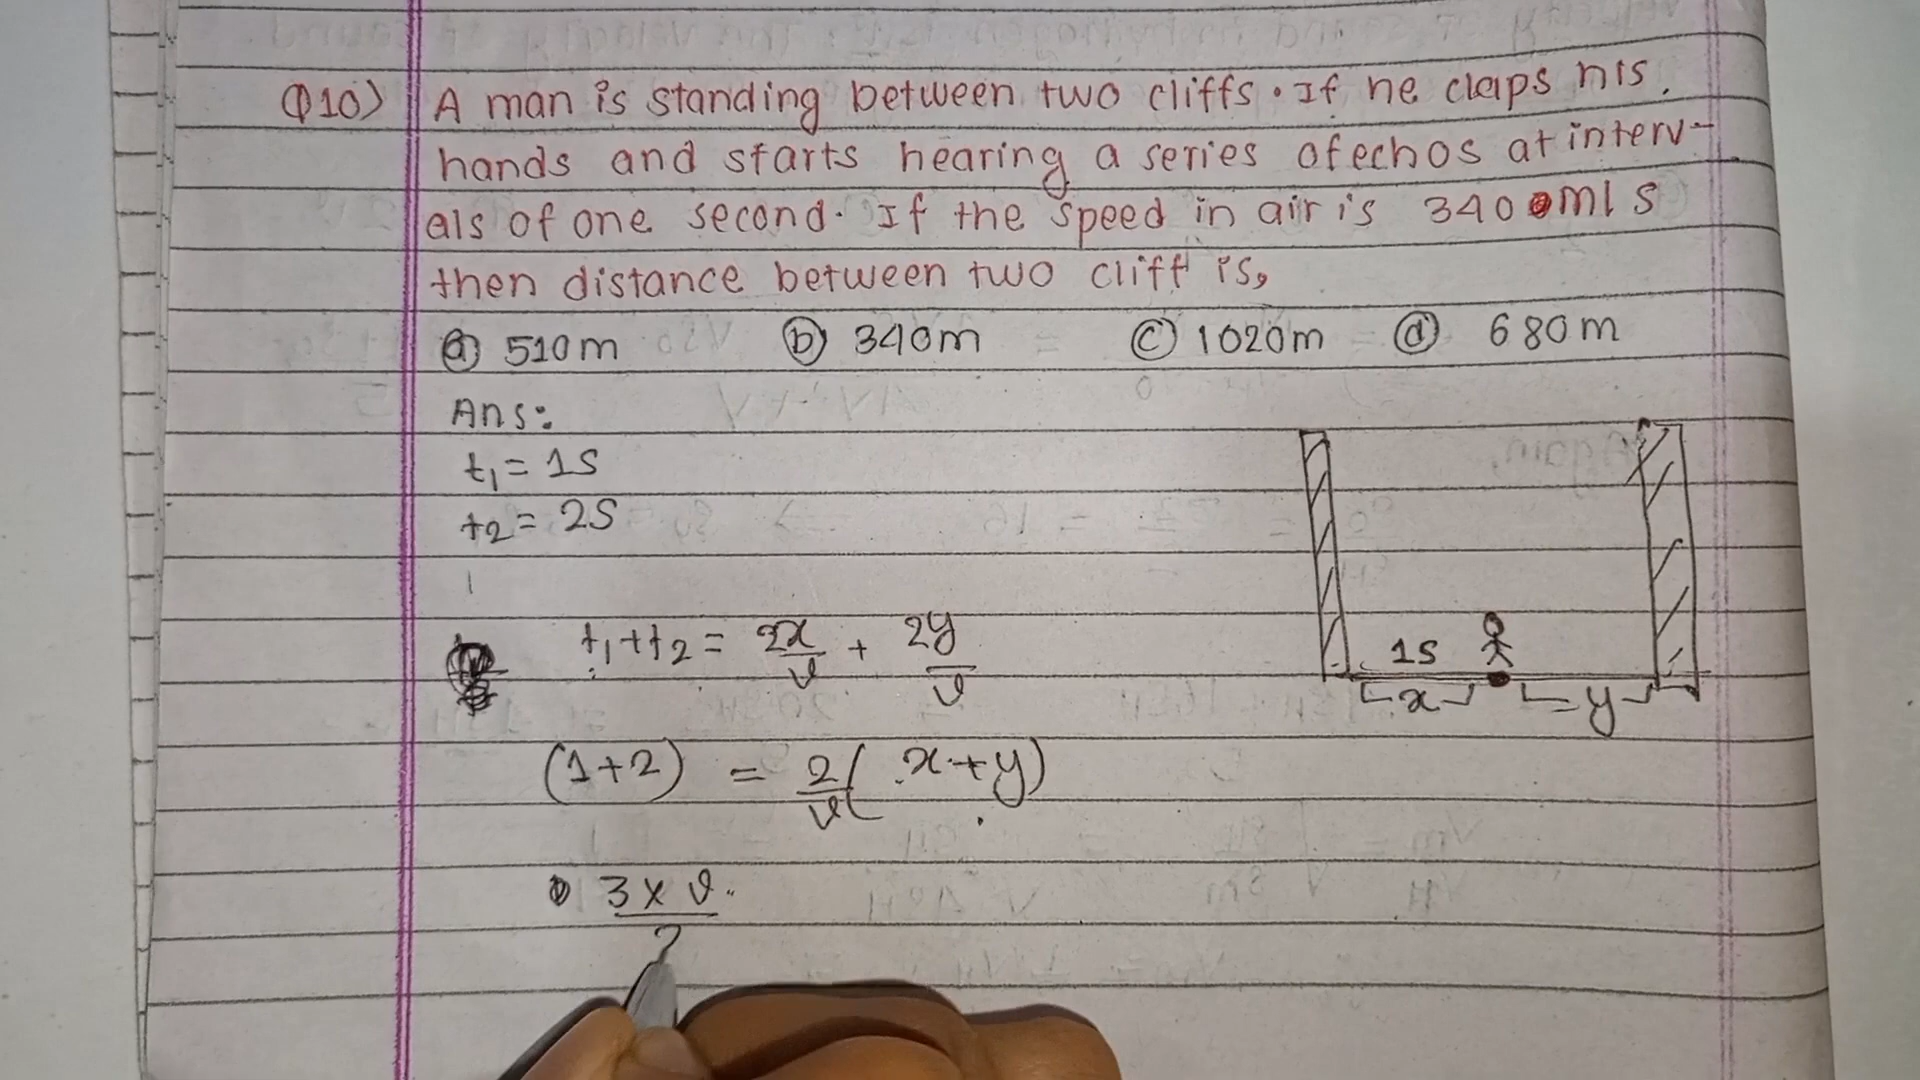 Q10) A man is standing between two cliffs. If he claps his.
hands and starts hearing a series of echos at interv-
als of one second. If the speed in air is 340 m/s
then distance between two cliff is,
(a) 510m (b) 340m (c) 1020m (d) 680m
Ans:
t₁ = 1S
t₂ = 2S
t₁+t₂ = 2x/v + 2y/v
1S
x y
(1+2) = 2/v (x+y)
3 x v
2